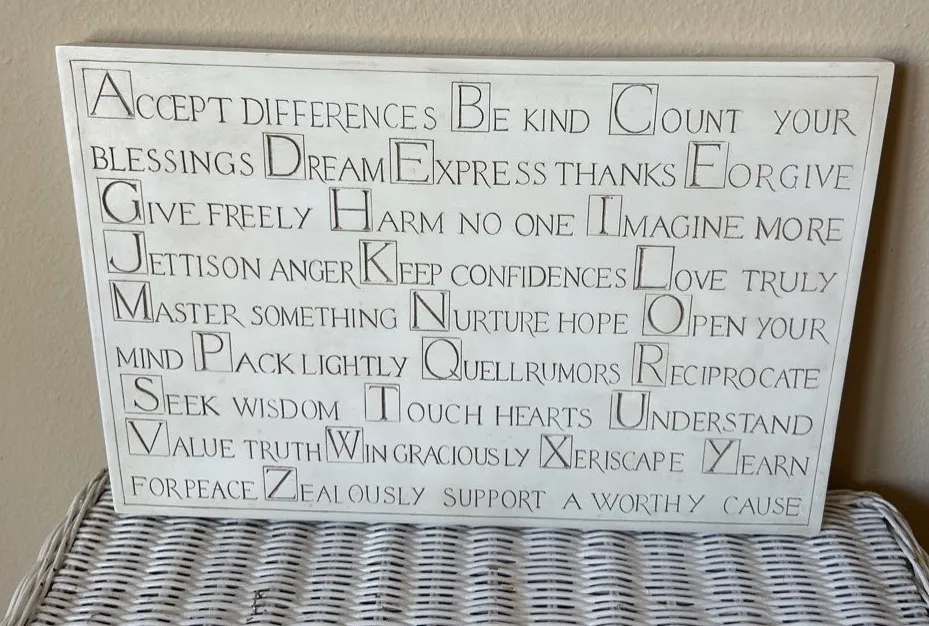 ACCEPT DIFFERENCES BE KIND COUNT YOUR
BLESSINGS DREAM EXPRESS THANKS FORGIVE
GIVE FREELY HARM NO ONE IMAGINE MORE
JETTISON ANGER KEEP CONFIDENCES LOVE TRULY
MASTER SOMETHING NURTURE HOPE OPEN YOUR
MIND PACK LIGHTLY QUELL RUMORS RECIPROCATE
SEEK WISDOM TOUCH HEARTS UNDERSTAND
VALUE TRUTH WIN GRACIOUSLY XERISCAPE YEARN
FOR PEACE ZEALOUSLY SUPPORT A WORTHY CAUSE